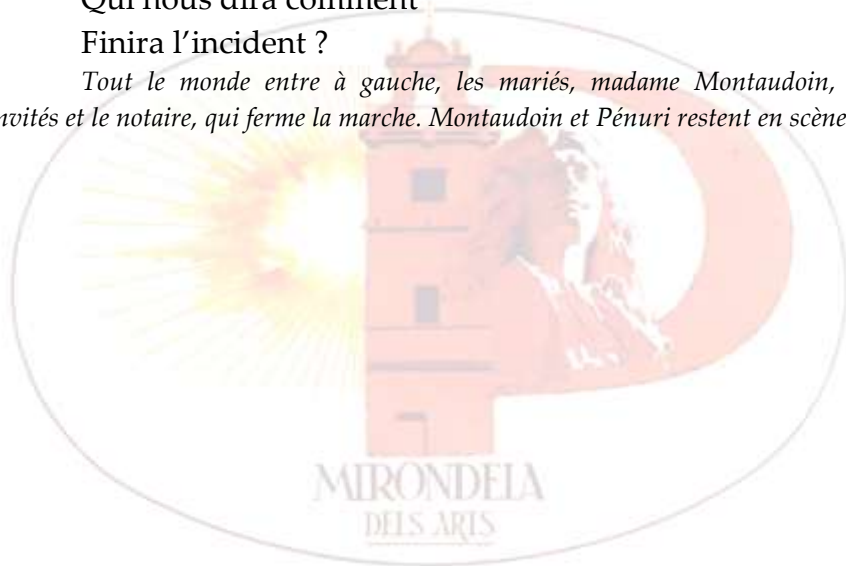 Qui nous dira comment
Finira l’incident ?
Tout le monde entre à gauche, les mariés, madame Montaudoin,
nvités et le notaire, qui ferme la marche. Montaudoin et Pénuri restent en scène
MIRONDELA
DELS ARTS